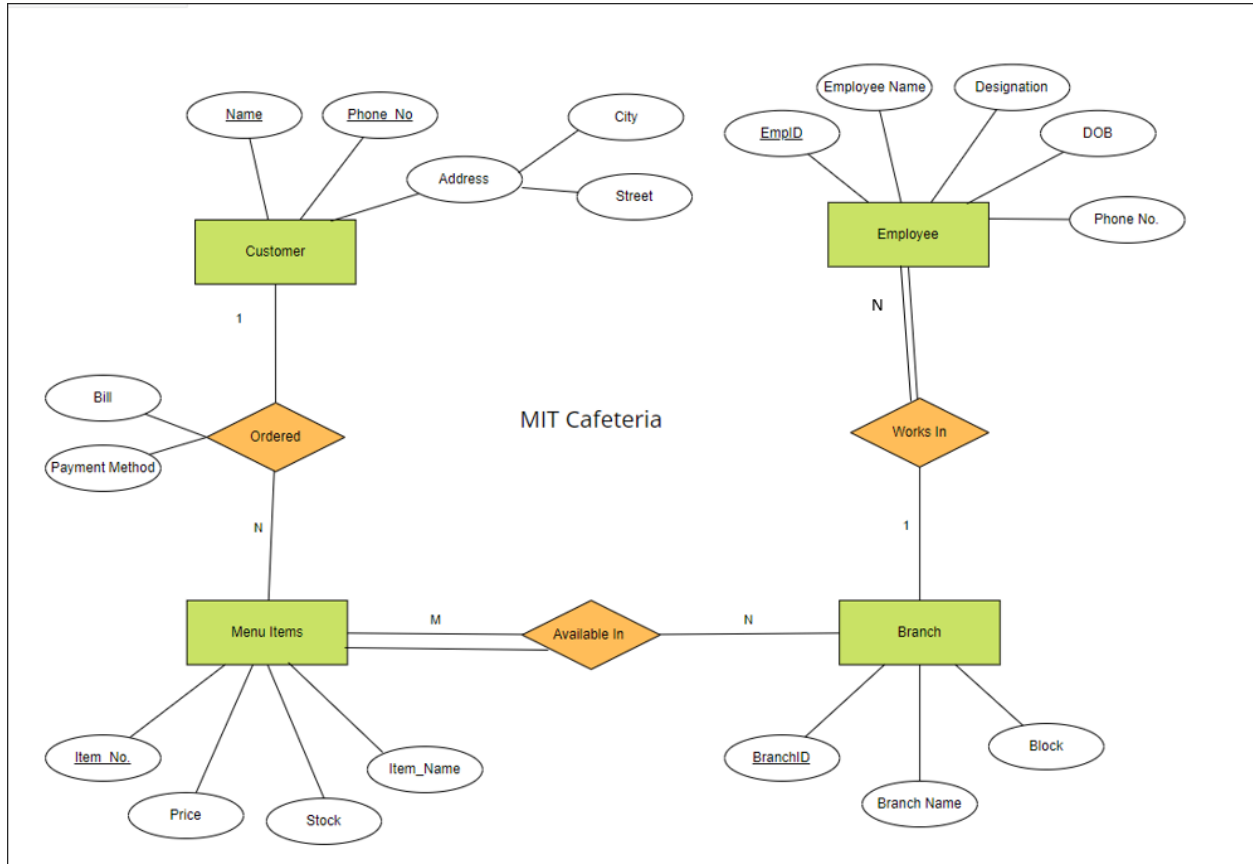 Employee Name
Designation
Name
Phone_No
City
EmpID
DOB
Address
Street
Phone No.
Customer
Employee
1
N
Bill
MIT Cafeteria
Ordered
Works In
Payment Method
N
1
Menu Items
M
Available In
N
Branch
Item_No.
Item_Name
BranchID
Block
Price
Stock
Branch Name